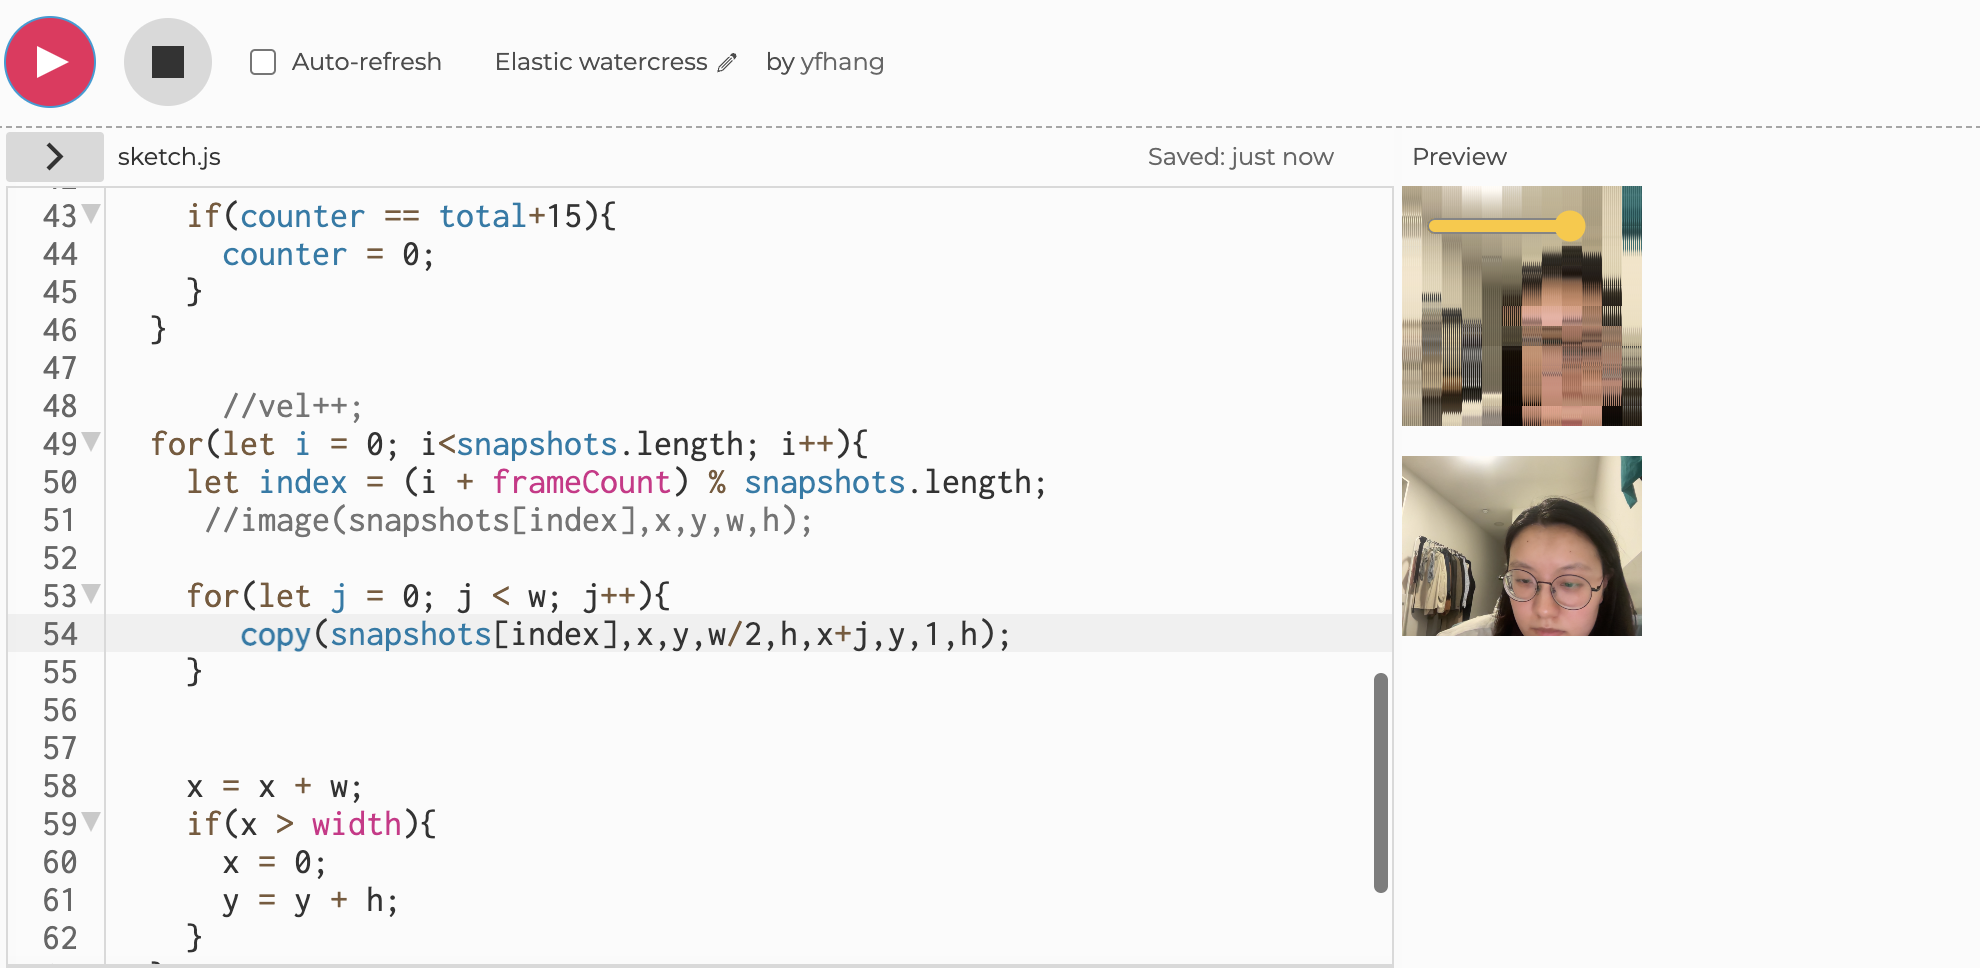 Auto-refresh Elastic watercress by yfhang
sketch.js Saved: just now Preview
43 if(counter == total+15){
44 counter = 0;
45 }
46 }
47
48 //vel++;
49 for(let i = 0; i<snapshots.length; i++){
50 let index = (i + frameCount) % snapshots.length;
51 //image(snapshots[index],x,y,w,h);
52
53 for(let j = 0; j < w; j++){
54 copy(snapshots[index],x,y,w/2,h,x+j,y,1,h);
55 }
56
57
58 x = x + w;
59 if(x > width){
60 x = 0;
61 y = y + h;
62 }